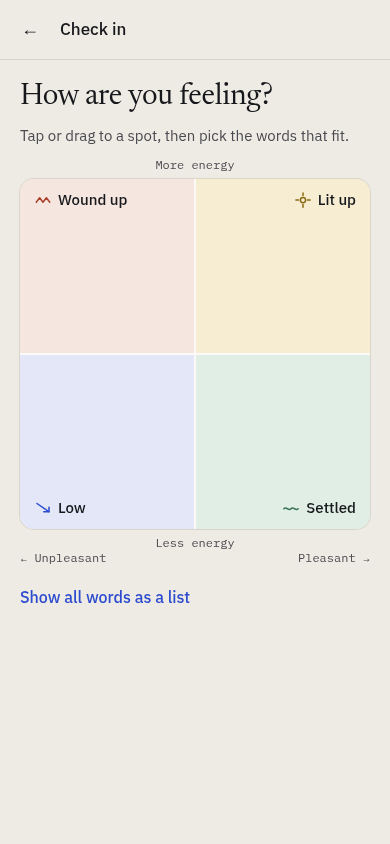 ← Check in
How are you feeling?
Tap or drag to a spot, then pick the words that fit.
More energy
Wound up
Lit up
Low
Settled
Less energy
← Unpleasant
Pleasant →
Show all words as a list